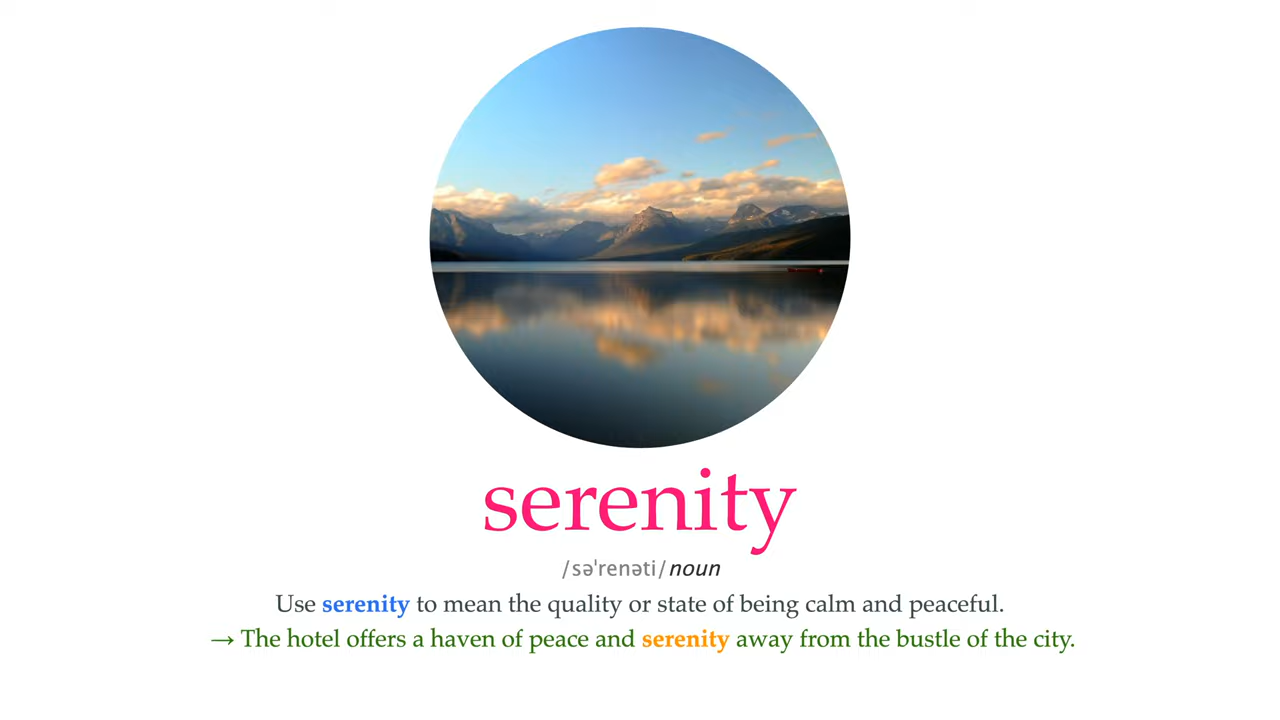 serenity
/səˈrenəti/ noun
Use serenity to mean the quality or state of being calm and peaceful.
→ The hotel offers a haven of peace and serenity away from the bustle of the city.